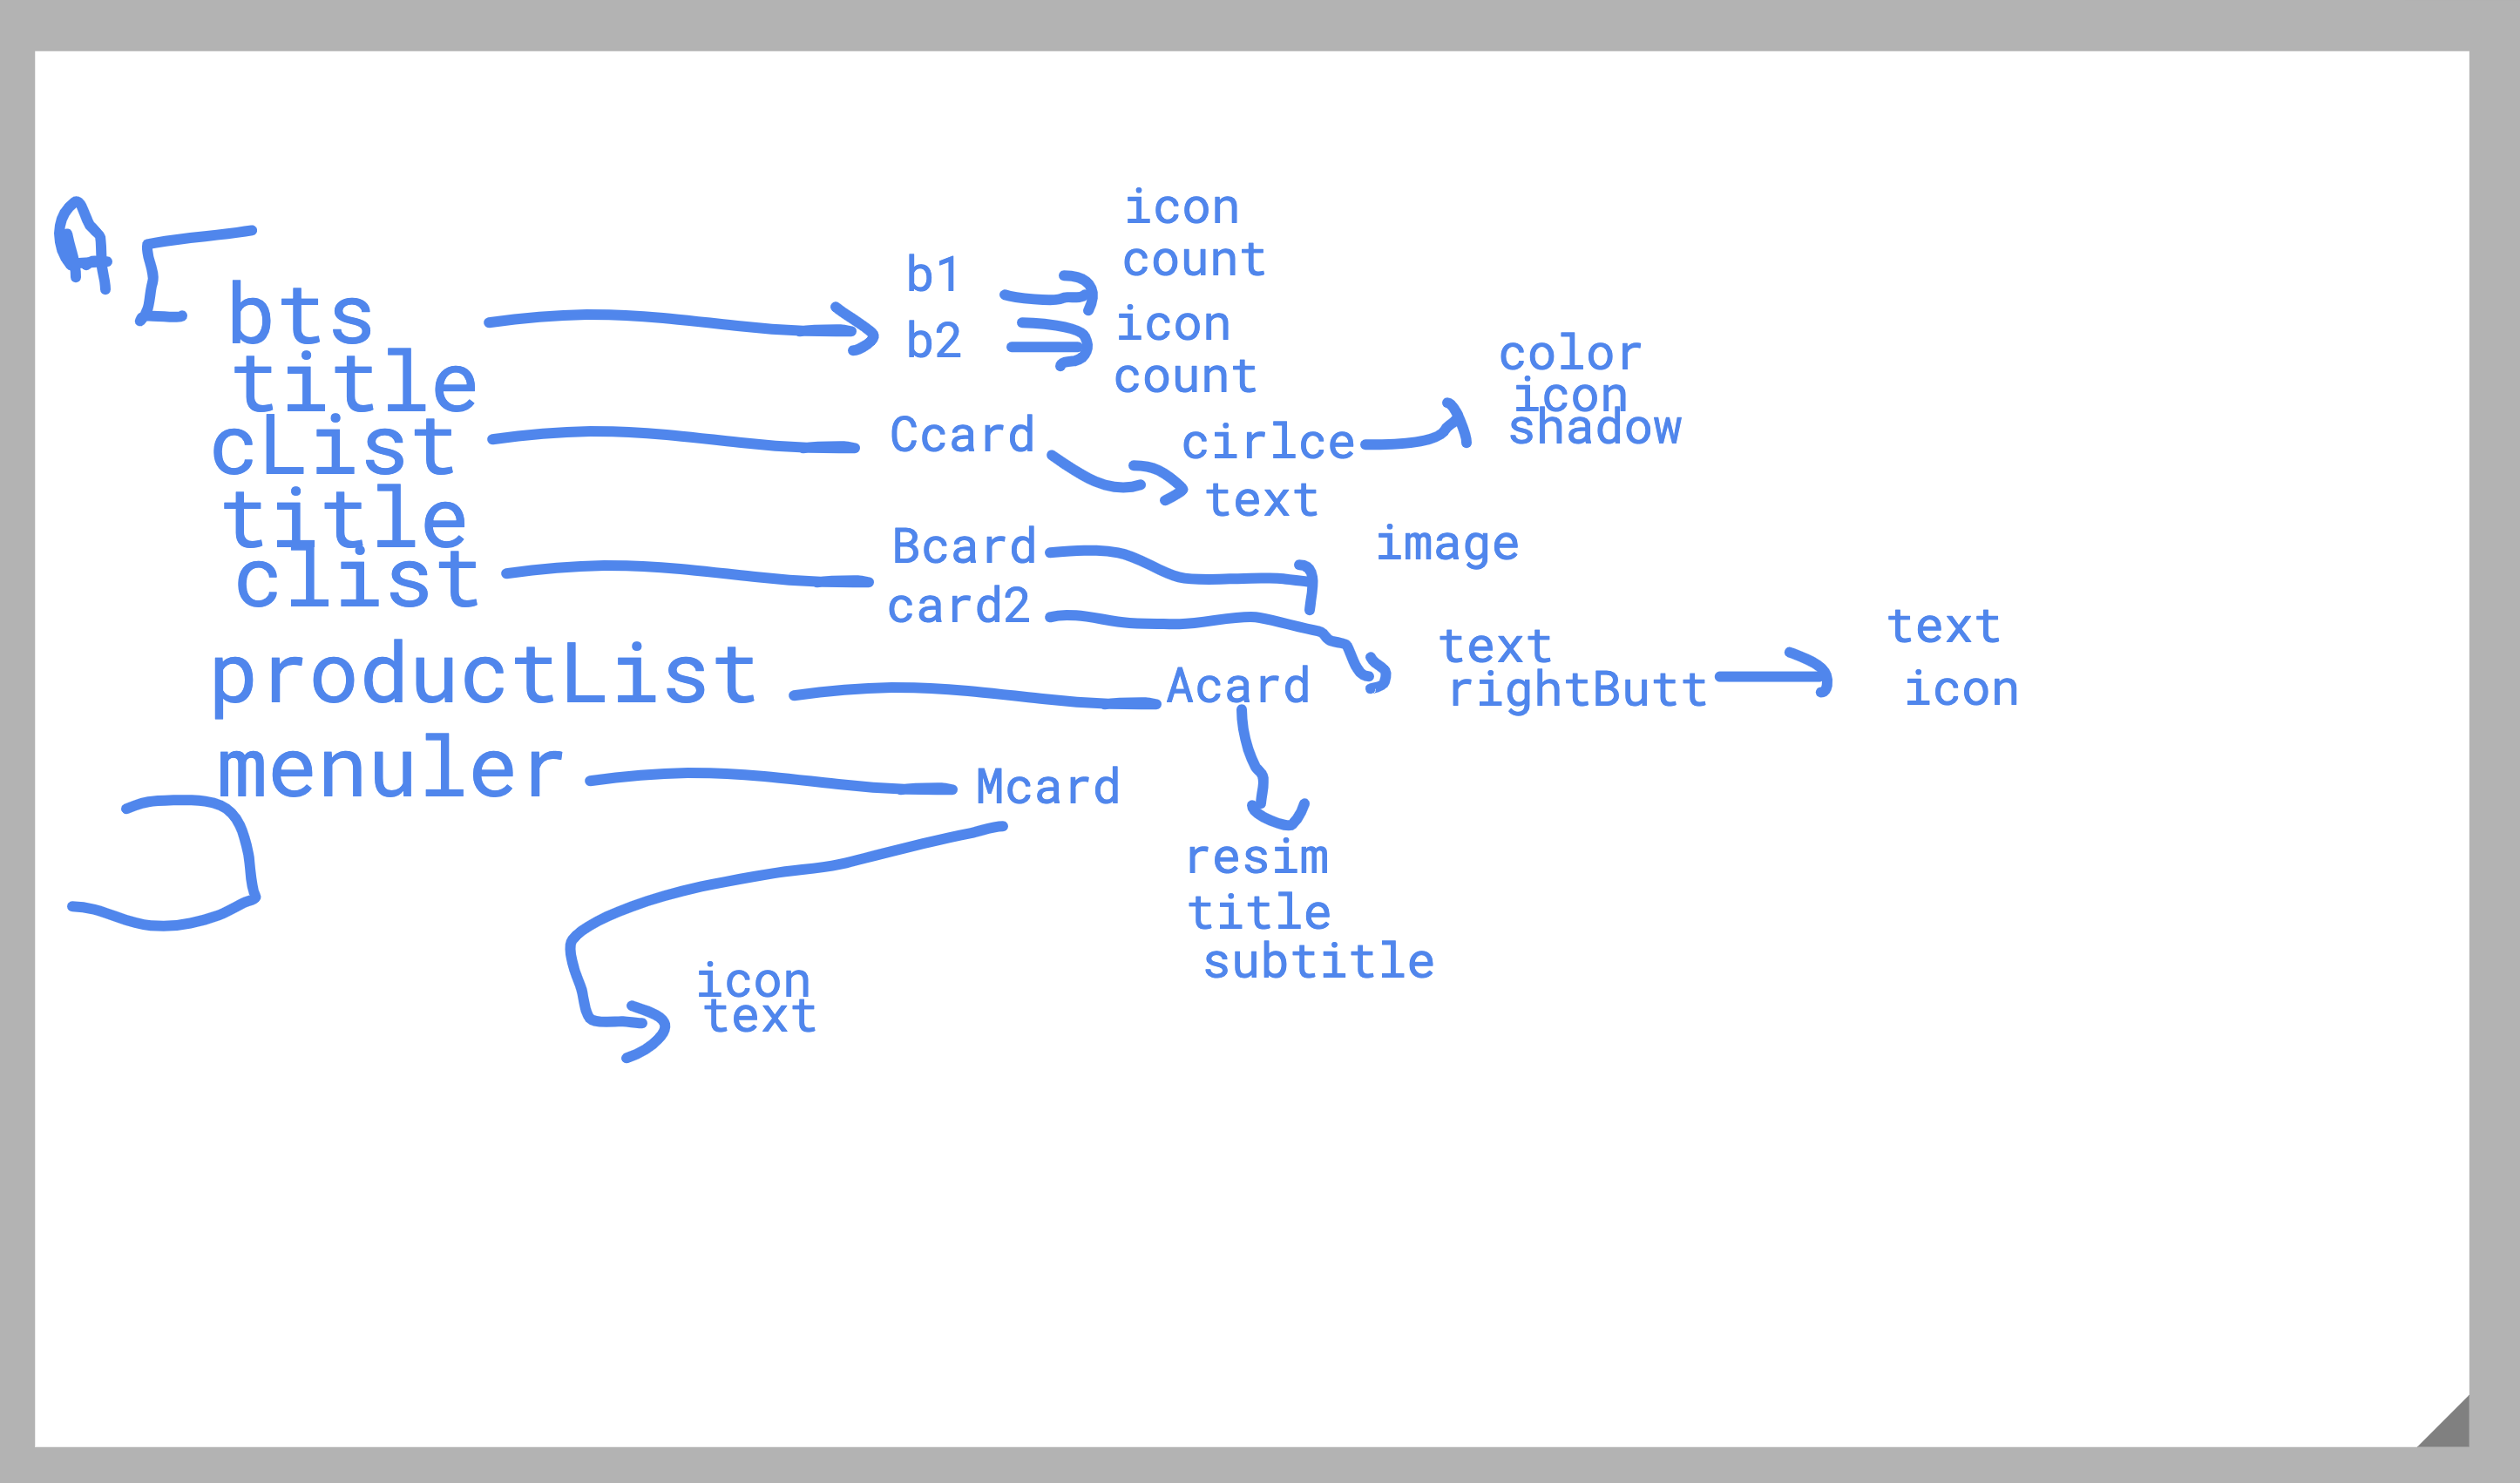 icon
count
b1
icon
bts
b2
count
color
icon
shadow
title
cList
Ccard
cirlce
text
title
Bcard
image
clist
card2
text
text
productList
Acard
rightButt
icon
menuler
Mcard
resim
title
subtitle
icon
text